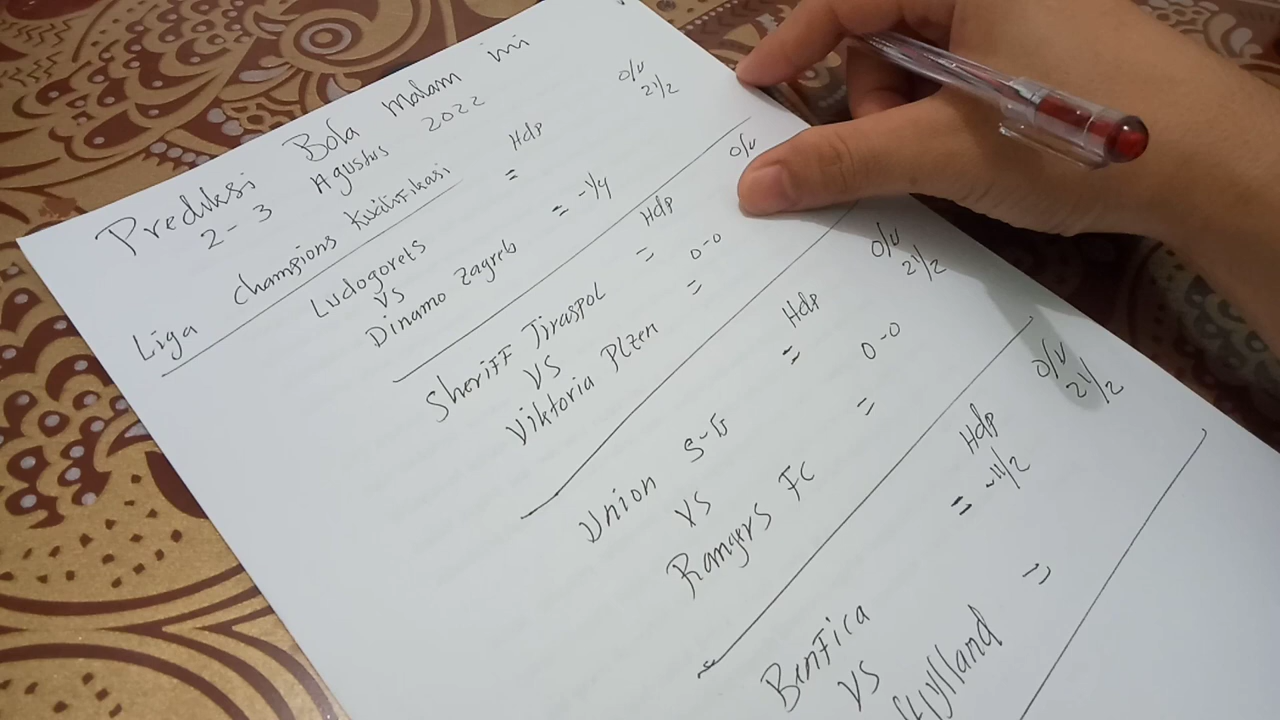 Prediksi Bola malam ini
2-3 Agustus 2022
Liga Champions Kualifikasi
Hdp O/U
Ludogorets = 2 1/2
VS
Dinamo Zagreb = -1/4
Hdp O/U
Sheriff Tiraspol =
VS
Viktoria Plzen = 0-0
Hdp O/U
Union S-G = 2 1/2
VS
Rangers FC = 0-0
Hdp O/U
Benfica = -1 1/2 2 1/2
VS
=